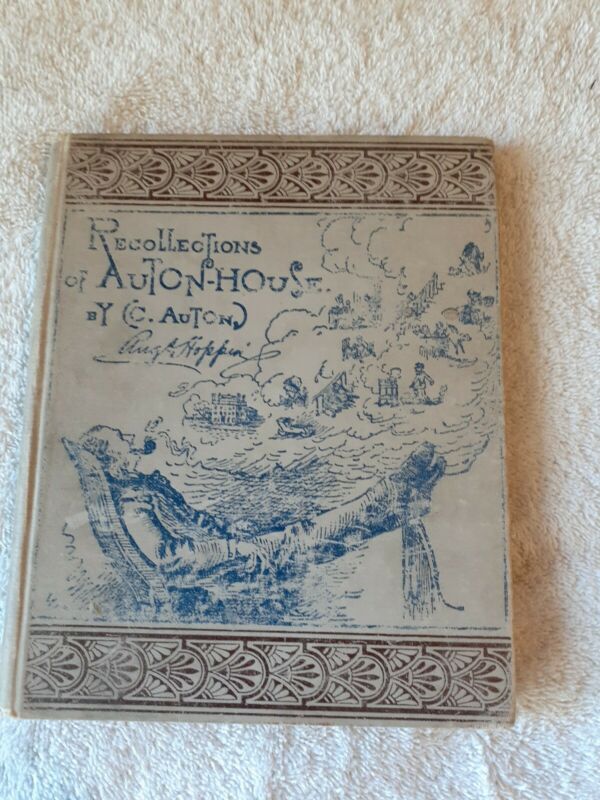 RECOLLECTIONS
OF AUTON-HOUSE.
BY (C. AUTON)
Aug. Hoppin